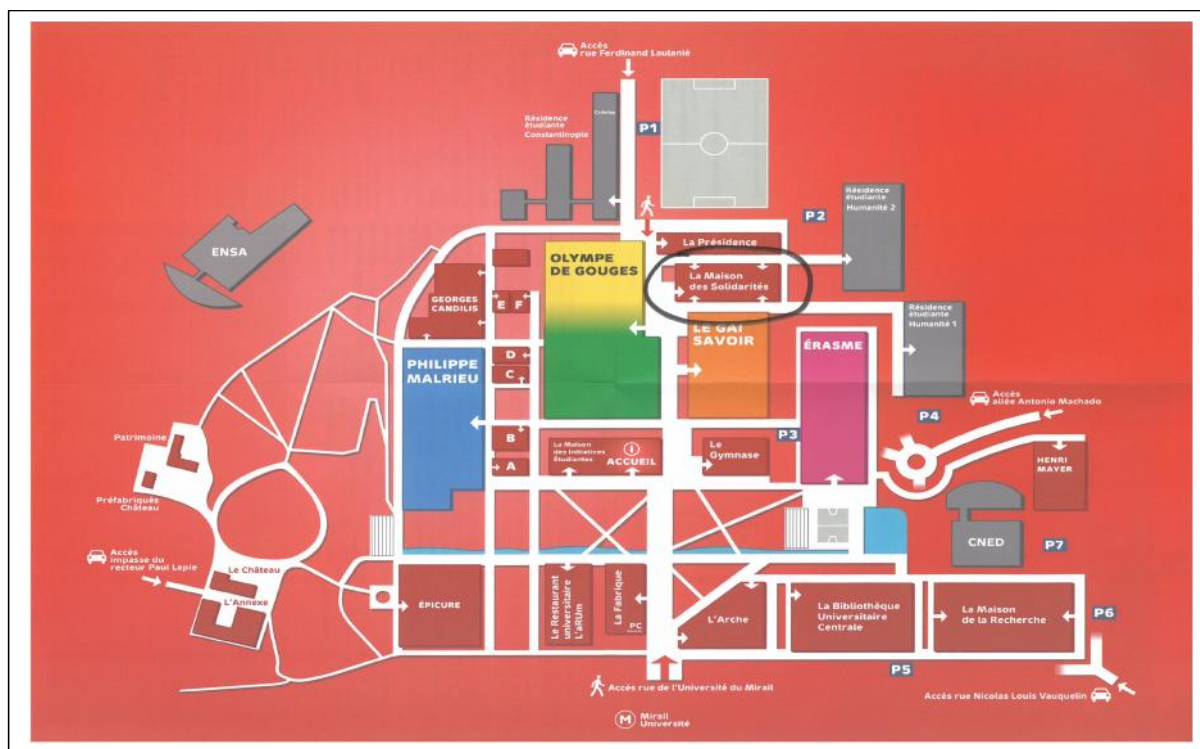 Accès
rue Ferdinand Lautanié
Résidence
étudiante
Constantinople
P1
P2
Résidence
étudiante
Humanité 2
ENSA
La Présidence
OLYMPE
DE GOUGES
La Maison
des Solidarités
GEORGES
CANDILIS
E
F
Résidence
étudiante
Humanité 1
LE GAI
SAVOIR
ÉRASME
PHILIPPE
MALRIEU
D
C
Accès
allée Antonio Machado
P4
Patrimoine
B
P3
La Maison
des Initiatives
Étudiantes
i
ACCUEIL
Le
Gymnase
A
HENRI
MAYER
Préfabriqués
Château
CNED
P7
Accès
impasse du
recteur Paul Lapie
Le Château
L'Annexe
ÉPICURE
Le Restaurant
universitaire
L'aRUm
La Fabrique
PC
L'Arche
La Bibliothèque
Universitaire
Centrale
La Maison
de la Recherche
P6
P5
Accès rue de l'Université du Mirail
Accès rue Nicolas Louis Vauquelin
M
Mirail
Université